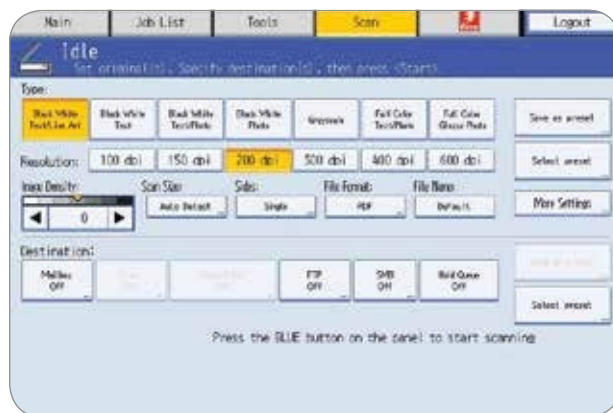 Main Job List Tools Scan Logout
Idle
Set original(s), Specify destination(s), then press <Start>
Type:
Black White Text/Line Art Black White Text Black White Text/Photo Black White Photo Grayscale Full Color Text/Photo Full Color Glossy Photo Save as preset
Resolution: 100 dpi 150 dpi 200 dpi 300 dpi 400 dpi 600 dpi Select preset
Image Density: Scan Size: Sides: File Format: File Name:
0 Auto Detect Single PDF Default More Settings
Destination:
Mailbox OFF FTP OFF SMB OFF Hold Queue OFF
Select preset
Press the BLUE button on the panel to start scanning